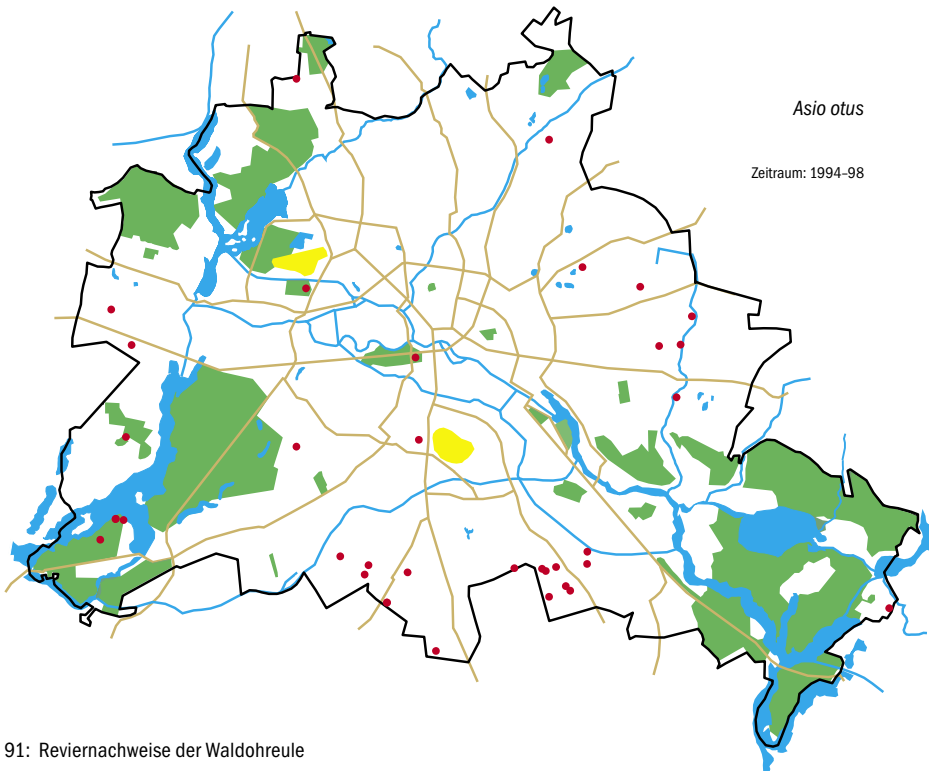 Asio otus
Zeitraum: 1994–98
91: Reviernachweise der Waldohreule